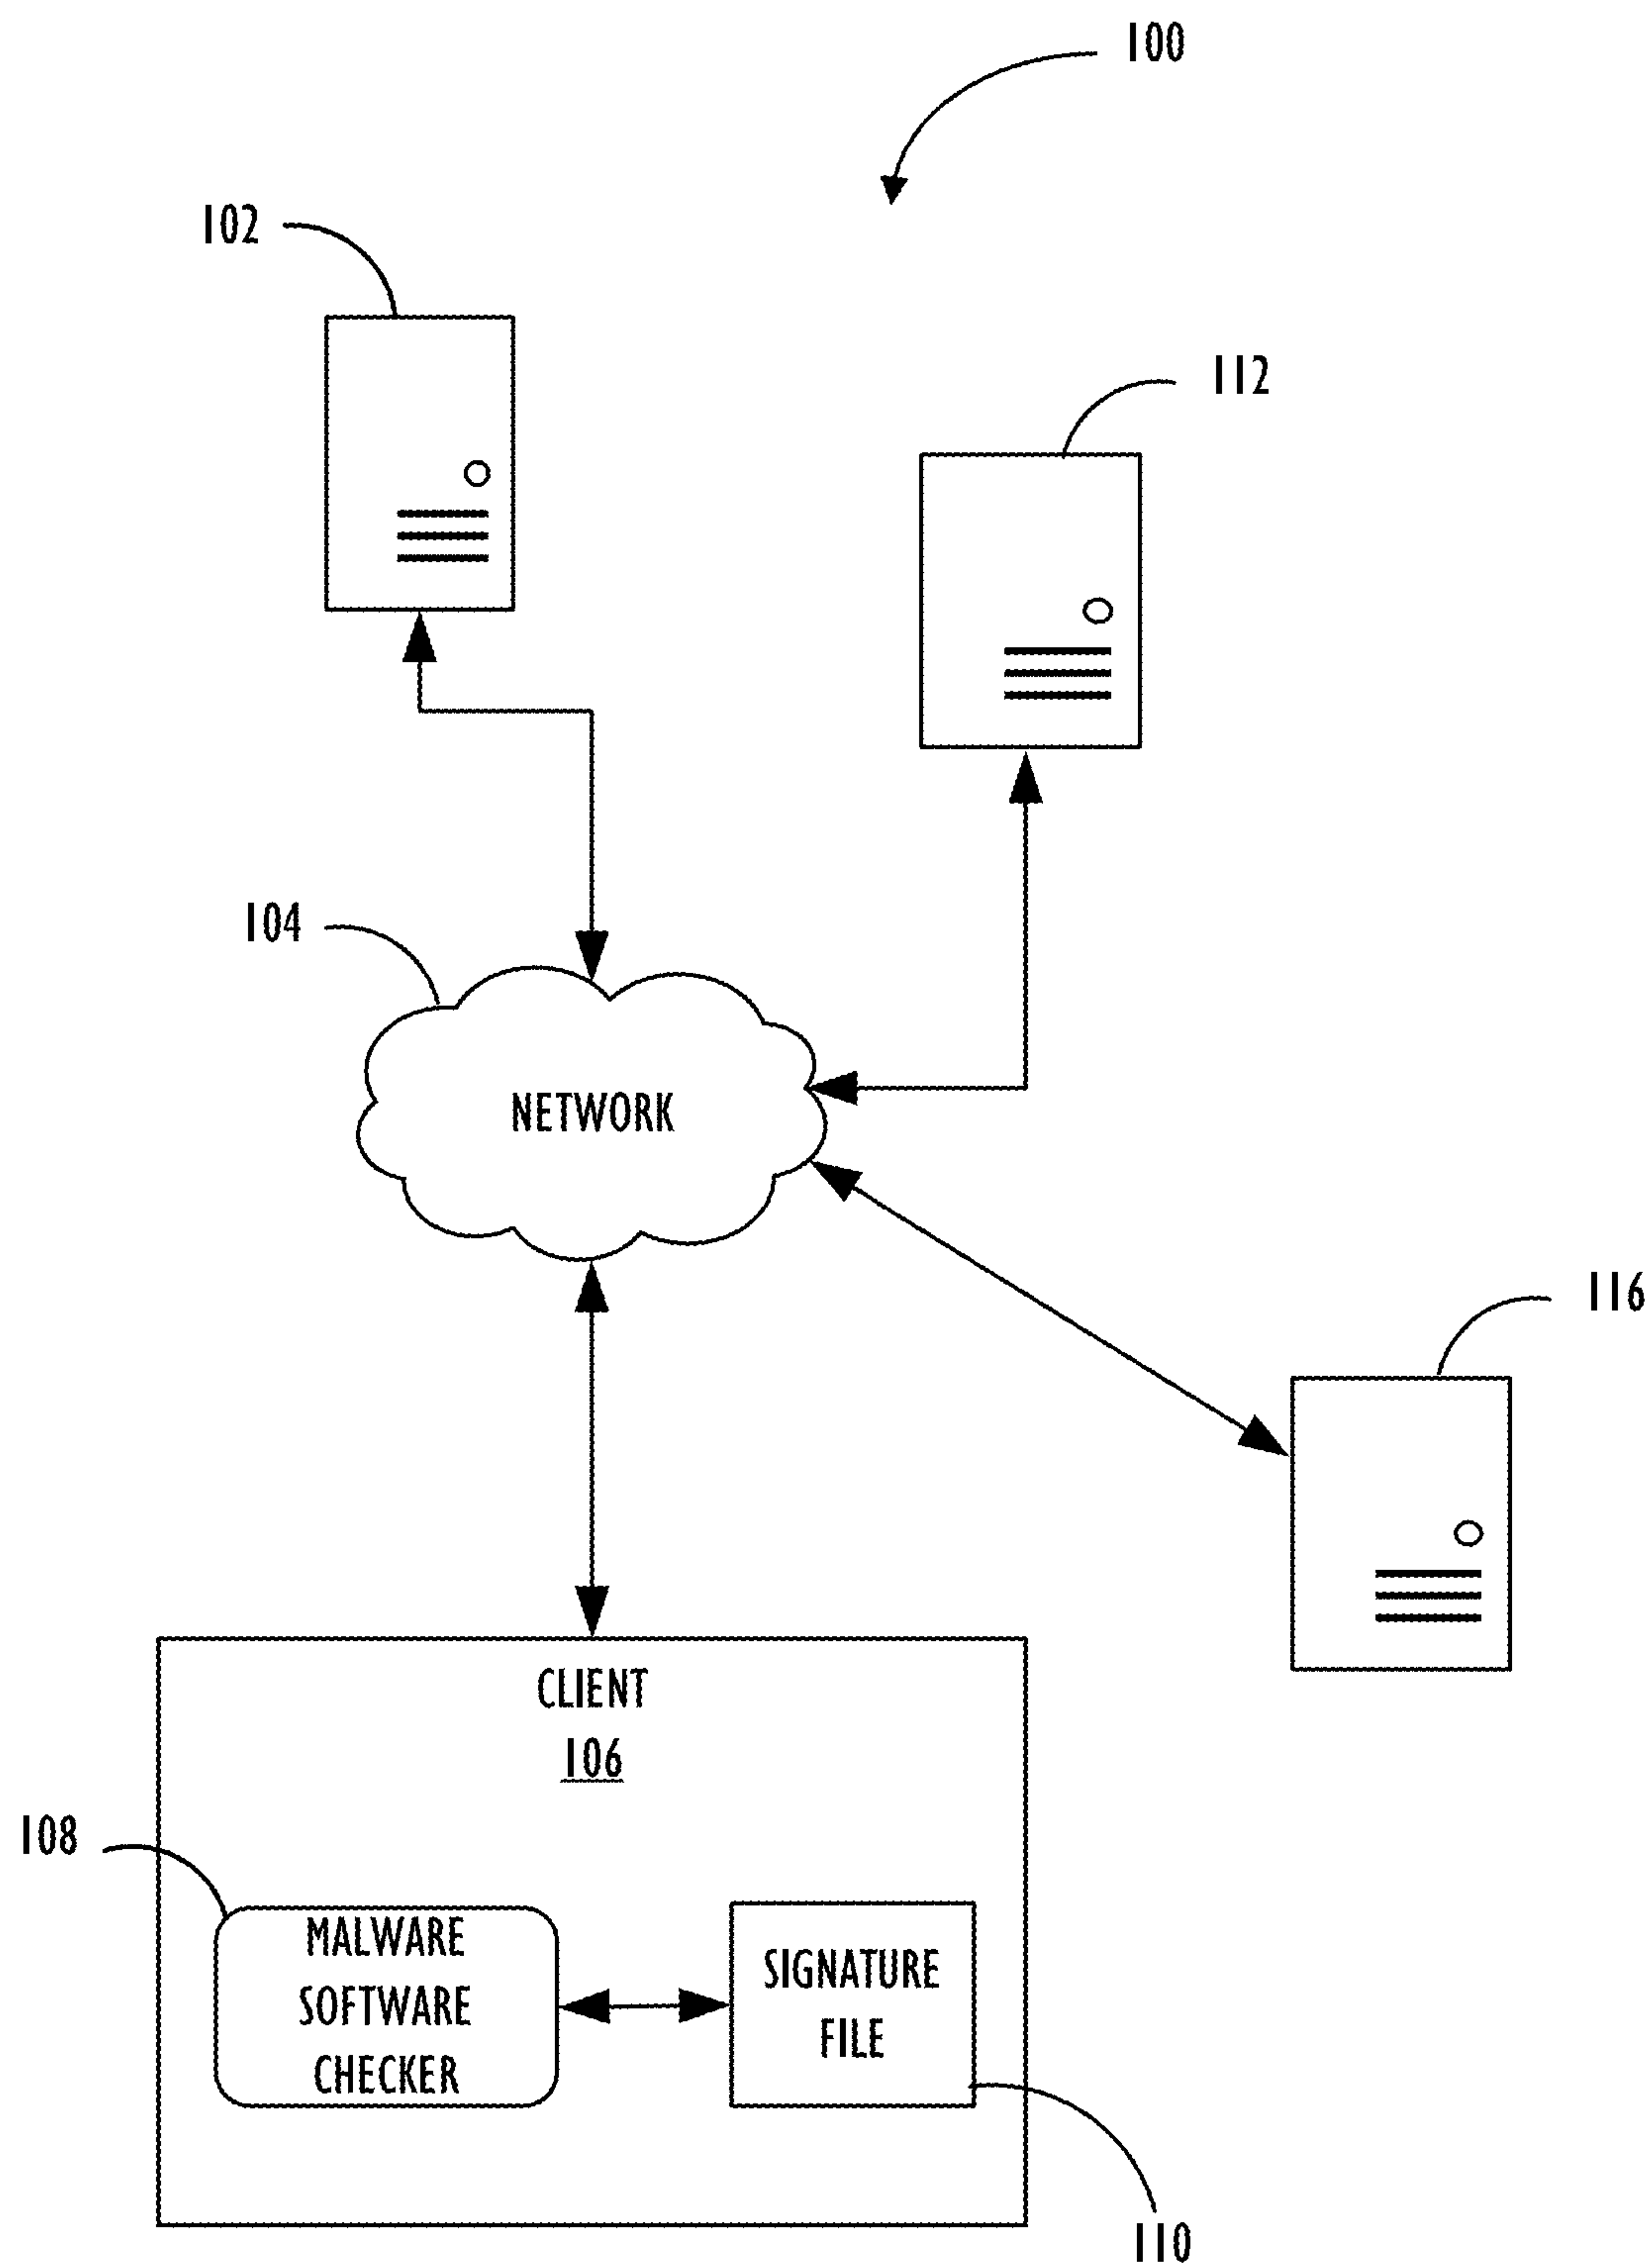 100
102
112
104
NETWORK
116
CLIENT
106
108
MALWARE
SOFTWARE
CHECKER
SIGNATURE
FILE
110